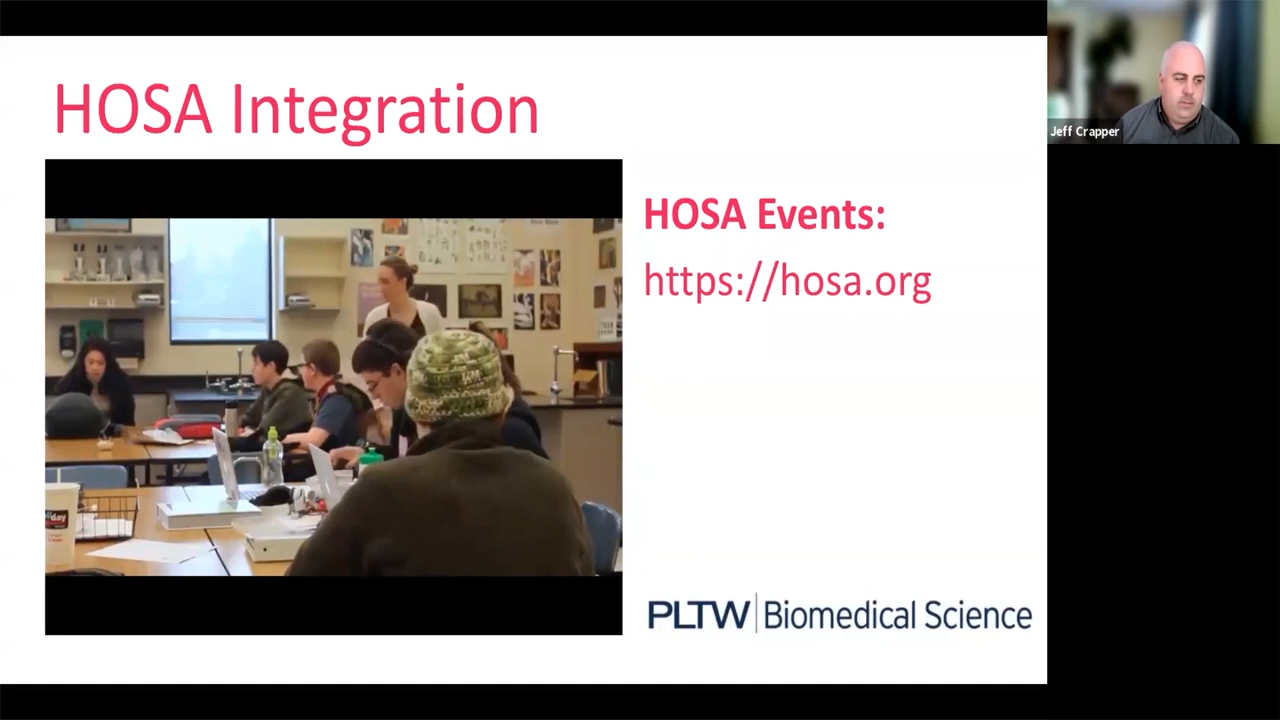 HOSA Integration
HOSA Events:
https://hosa.org
PLTW Biomedical Science
Jeff Crapper